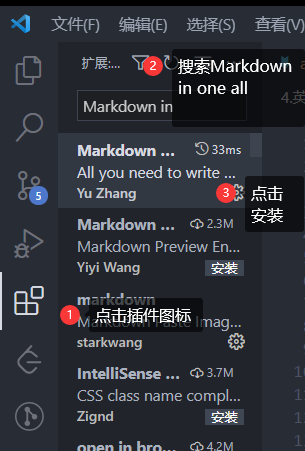 文件(F) 编辑(E) 选择(S) 查看(V)
扩展:...
2
搜索Markdown
in one all
Markdown in
4.英
Markdown ... 33ms
All you need to write ...
Yu Zhang
3
点击
安装
Markdown ... 2.3M
Markdown Preview En...
Yiyi Wang 安装
5
markdown
1
点击插件图标
Markdown Paste Imag...
starkwang
IntelliSense ... 3.7M
CSS class name compl...
Zignd 安装
open in bro... 4.2M